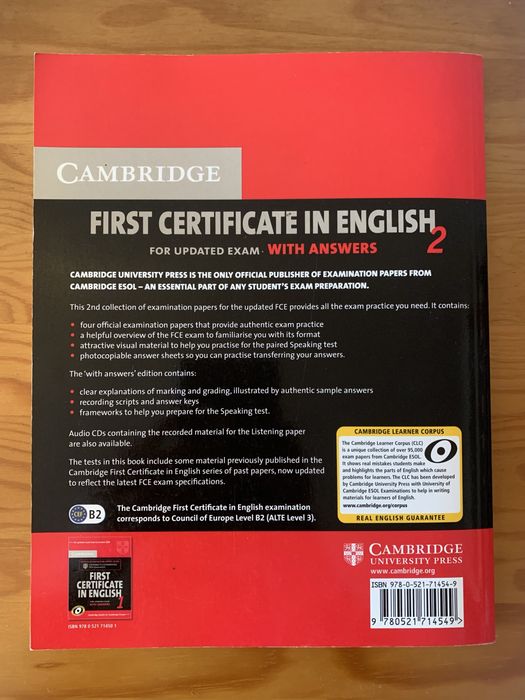 CAMBRIDGE
FIRST CERTIFICATE IN ENGLISH 2
FOR UPDATED EXAM · WITH ANSWERS
CAMBRIDGE UNIVERSITY PRESS IS THE ONLY OFFICIAL PUBLISHER OF EXAMINATION PAPERS FROM
CAMBRIDGE ESOL – AN ESSENTIAL PART OF ANY STUDENT'S EXAM PREPARATION.
This 2nd collection of examination papers for the updated FCE provides all the exam practice you need. It contains:
• four official examination papers that provide authentic exam practice
• a helpful overview of the FCE exam to familiarise you with its format
• attractive visual material to help you practise for the paired Speaking test
• photocopiable answer sheets so you can practise transferring your answers.
The 'with answers' edition contains:
• clear explanations of marking and grading, illustrated by authentic sample answers
• recording scripts and answer keys
• frameworks to help you prepare for the Speaking test.
Audio CDs containing the recorded material for the Listening paper
are also available.
The tests in this book include some material previously published in the
Cambridge First Certificate in English series of past papers, now updated
to reflect the latest FCE exam specifications.
CAMBRIDGE LEARNER CORPUS
The Cambridge Learner Corpus (CLC)
is a unique collection of over 95,000
exam papers from Cambridge ESOL.
It shows real mistakes students make
and highlights the parts of English which cause
problems for learners. The CLC has been developed
by Cambridge University Press with University of
Cambridge ESOL Examinations to help in writing
materials for learners of English.
www.cambridge.org/corpus
REAL ENGLISH GUARANTEE
CEF B2
The Cambridge First Certificate in English examination
corresponds to Council of Europe Level B2 (ALTE Level 3).
FIRST CERTIFICATE
IN ENGLISH 1
WITH ANSWERS
ISBN 978 0 521 71450 1
CAMBRIDGE
UNIVERSITY PRESS
www.cambridge.org
ISBN 978-0-521-71454-9
9 780521 714549 >